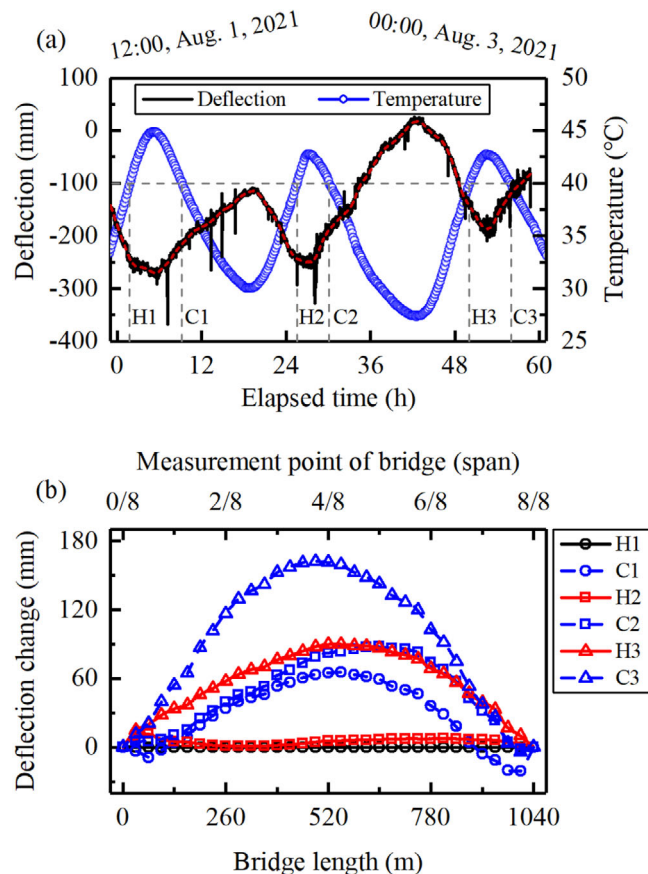 (a)
12:00, Aug. 1, 2021
00:00, Aug. 3, 2021
Deflection
Temperature
Deflection (mm)
100
0
-100
-200
-300
-400
Temperature (℃)
50
45
40
35
30
25
H1
C1
H2
C2
H3
C3
0
12
24
36
48
60
Elapsed time (h)
Measurement point of bridge (span)
(b)
0/8
2/8
4/8
6/8
8/8
Deflection change (mm)
180
120
60
0
H1
C1
H2
C2
H3
C3
0
260
520
780
1040
Bridge length (m)